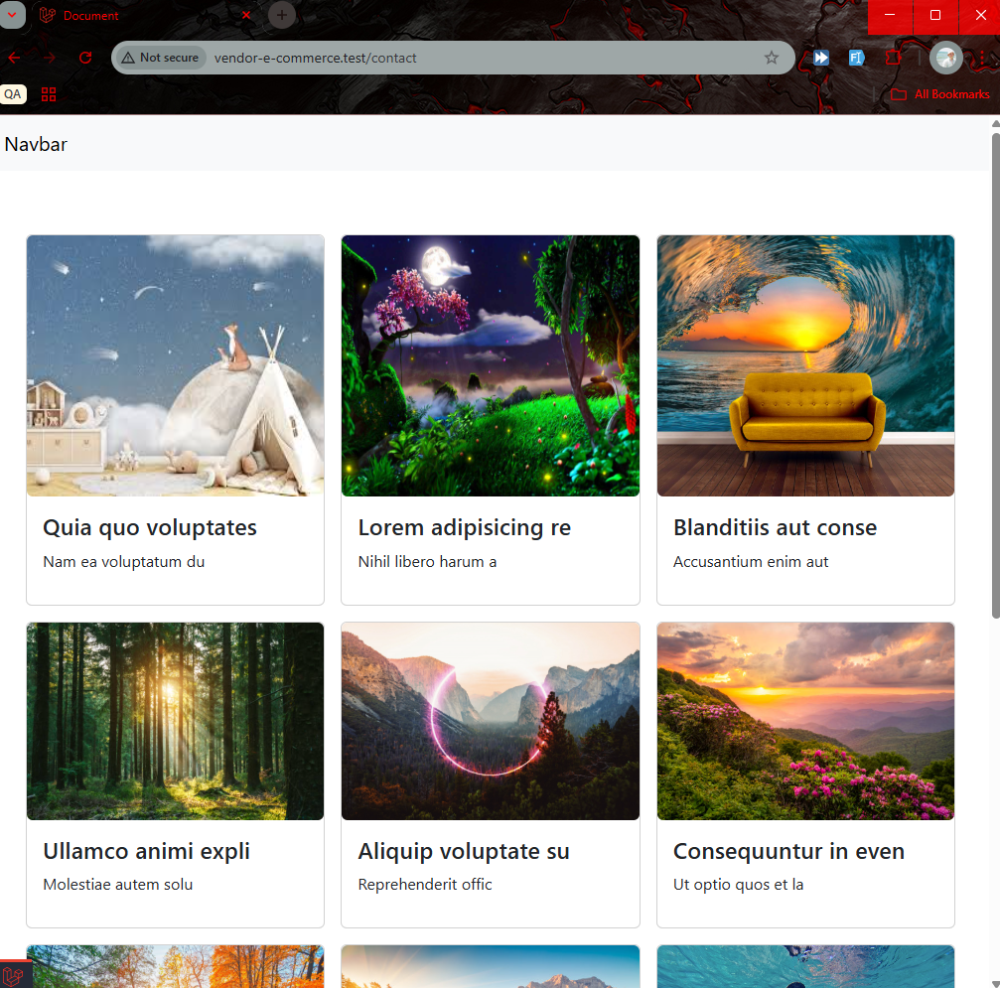 Document
Not secure
vendor-e-commerce.test/contact
QA
All Bookmarks
Navbar
Quia quo voluptates
Nam ea voluptatum du
Lorem adipisicing re
Nihil libero harum a
Blanditiis aut conse
Accusantium enim aut
Ullamco animi expli
Molestiae autem solu
Aliquip voluptate su
Reprehenderit offic
Consequuntur in even
Ut optio quos et la